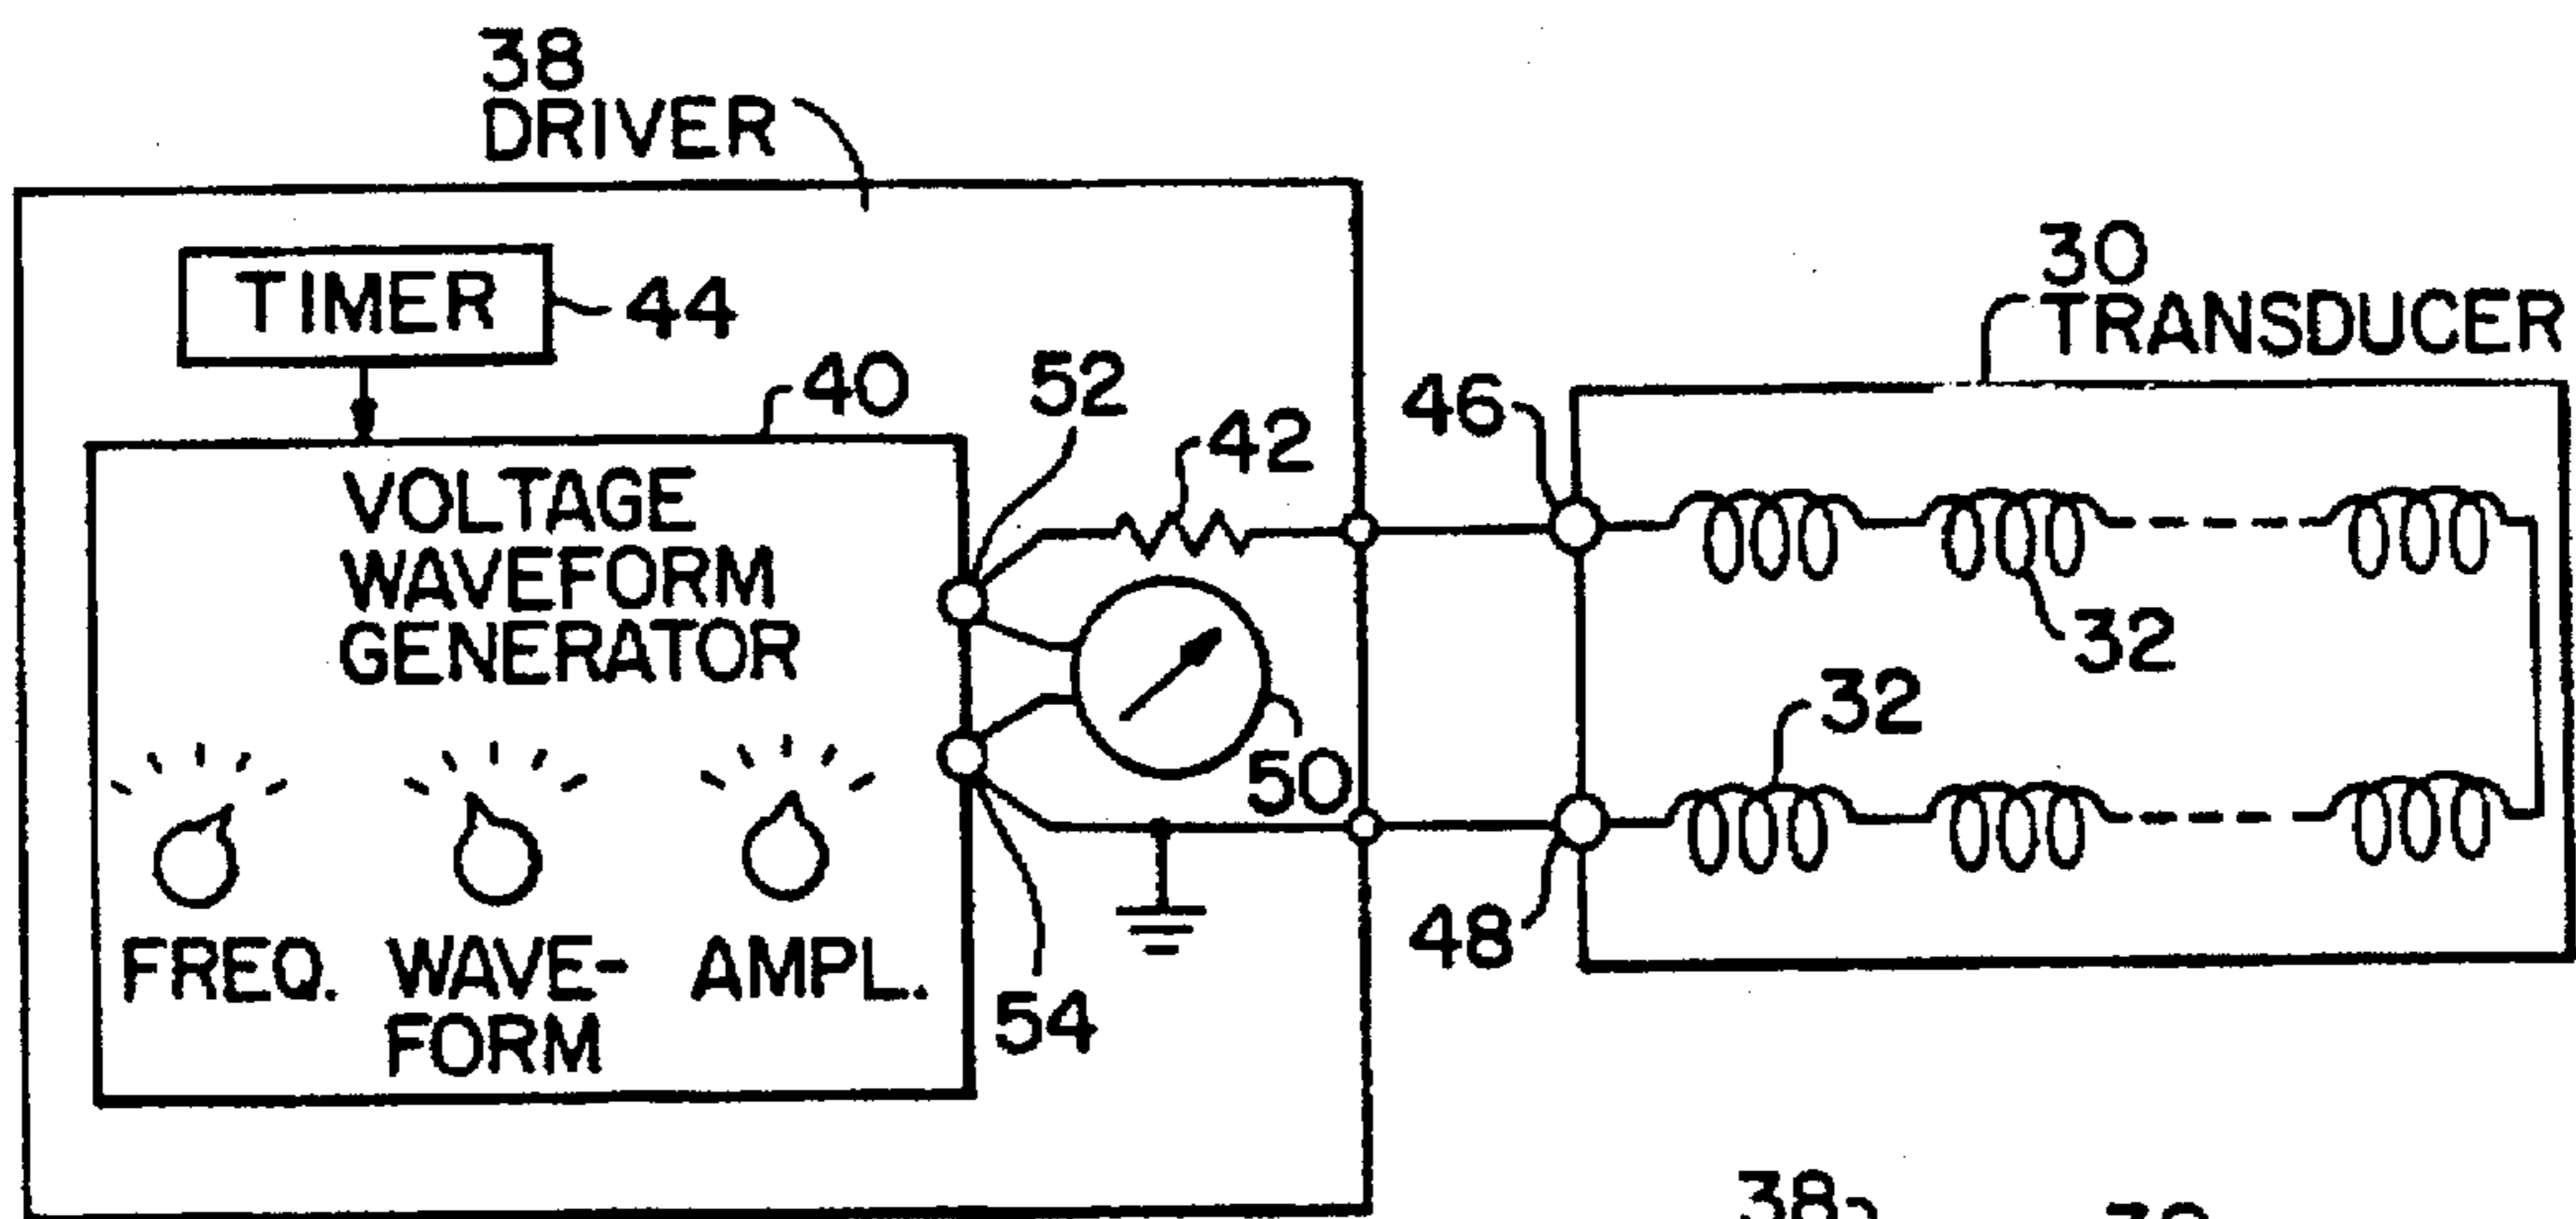 38
DRIVER
TIMER
44
40
52
42
46
30
TRANSDUCER
VOLTAGE
WAVEFORM
GENERATOR
32
32
50
FREQ.
WAVE-
FORM
AMPL.
48
54
38